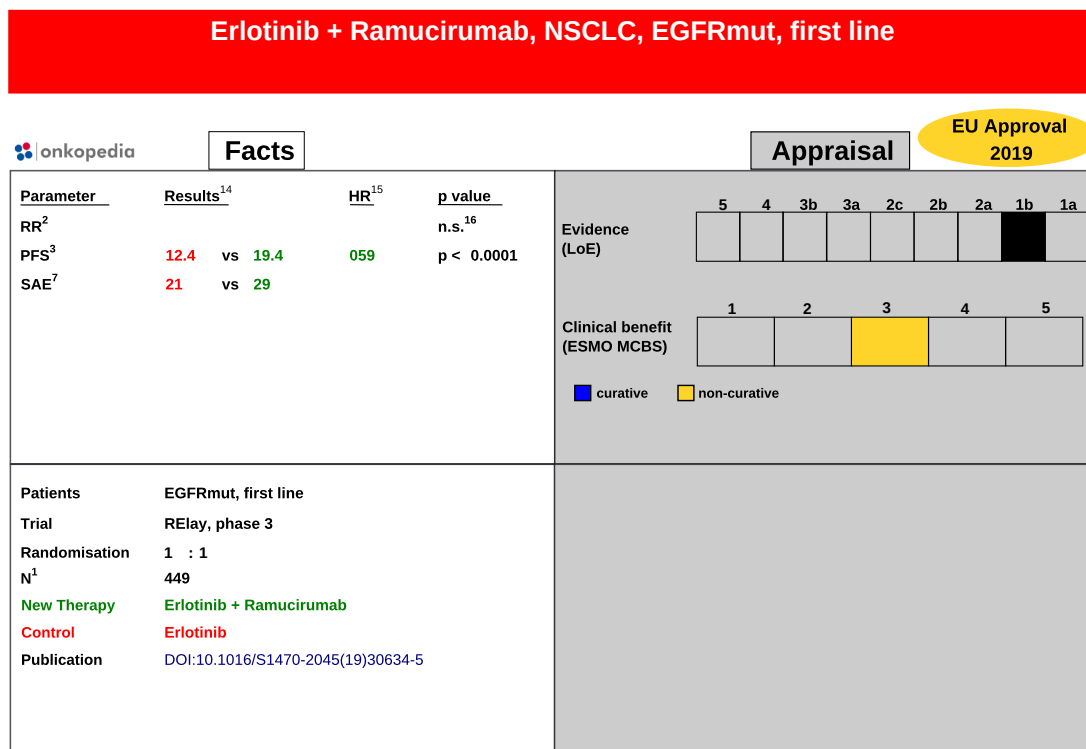 Erlotinib + Ramucirumab, NSCLC, EGFRmut, first line
onkopedia
Facts
Appraisal
EU Approval
2019
Parameter Results14 HR15 p value
RR2 n.s.16
PFS3 12.4 vs 19.4 059 p < 0.0001
SAE7 21 vs 29
5 4 3b 3a 2c 2b 2a 1b 1a
Evidence
(LoE)
1 2 3 4 5
Clinical benefit
(ESMO MCBS)
curative non-curative
Patients EGFRmut, first line
Trial RElay, phase 3
Randomisation 1 : 1
N1 449
New Therapy Erlotinib + Ramucirumab
Control Erlotinib
Publication DOI:10.1016/S1470-2045(19)30634-5